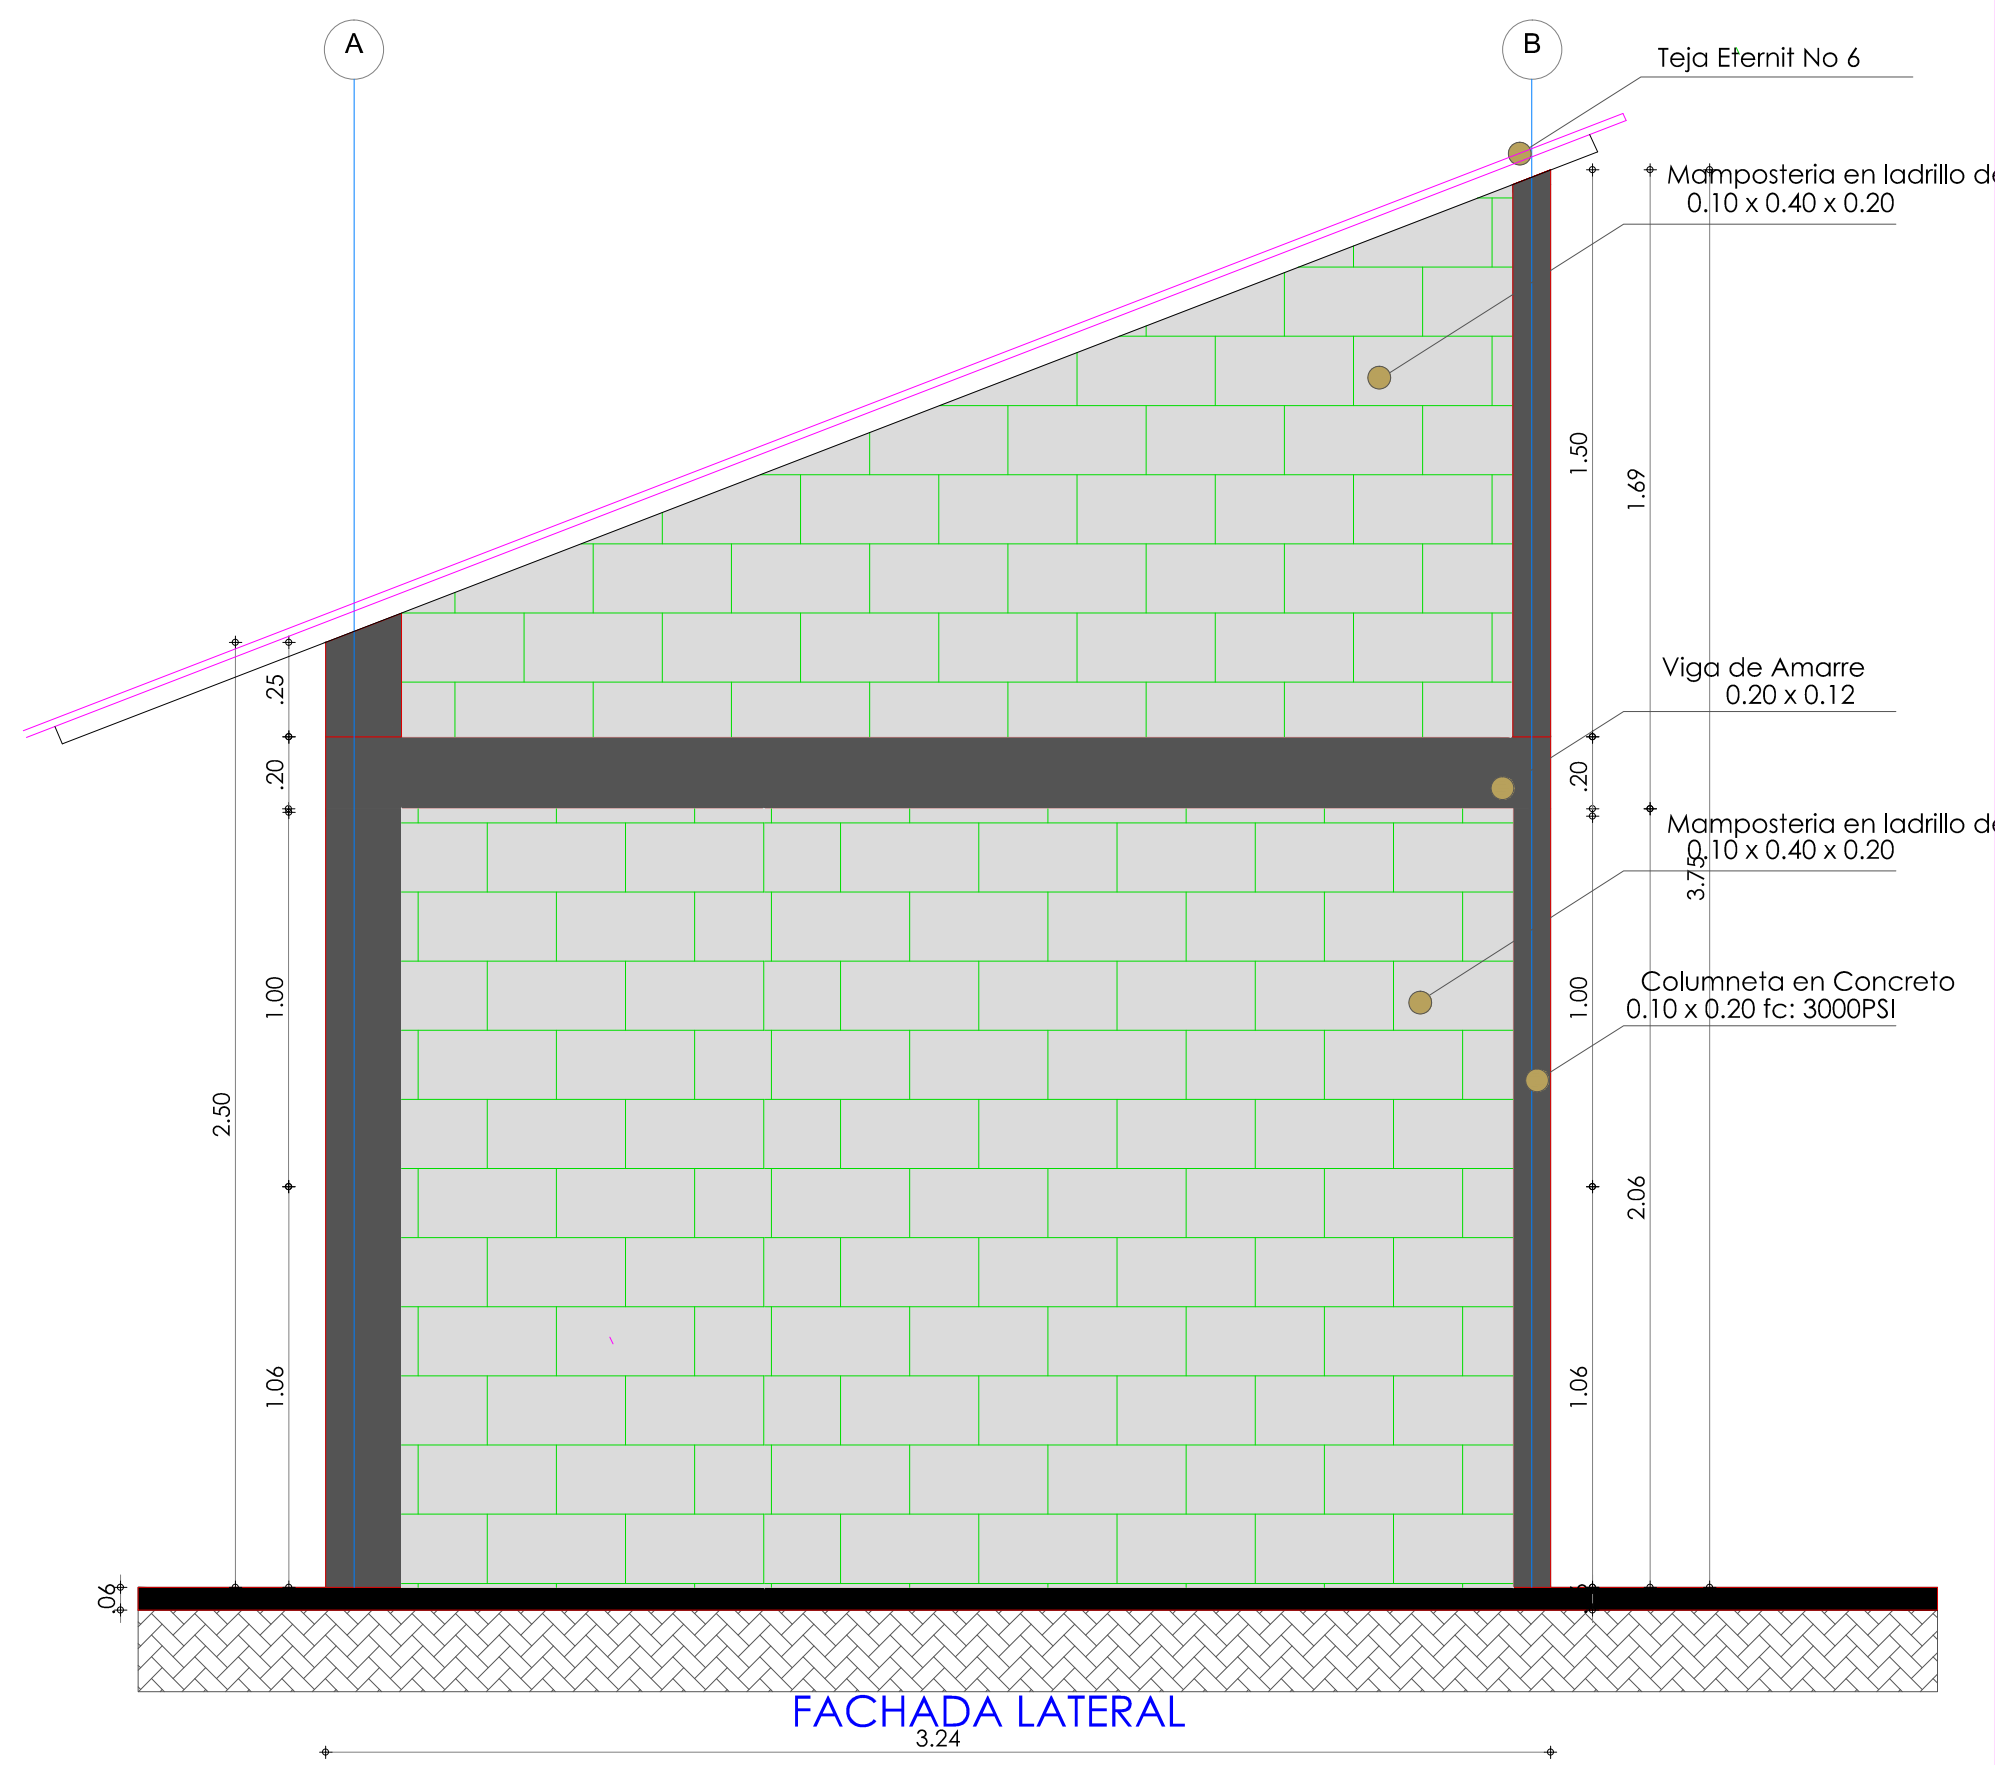 A
B
Teja Eternit No 6
Mamposteria en ladrillo de
0.10 x 0.40 x 0.20
1.50
1.69
.25
Viga de Amarre
0.20 x 0.12
.20
.20
Mamposteria en ladrillo de
0.10 x 0.40 x 0.20
3.75
1.00
1.00
Columneta en Concreto
0.10 x 0.20 fc: 3000PSI
2.50
2.06
1.06
1.06
.06
FACHADA LATERAL
3.24